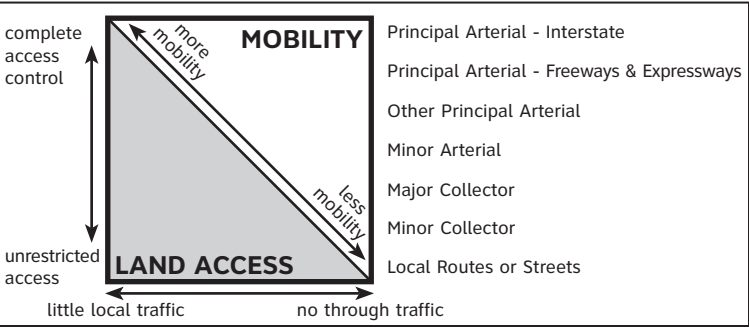 complete
access
control
more
mobility
MOBILITY
less
mobility
unrestricted
access
LAND ACCESS
little local traffic
no through traffic
Principal Arterial - Interstate
Principal Arterial - Freeways & Expressways
Other Principal Arterial
Minor Arterial
Major Collector
Minor Collector
Local Routes or Streets